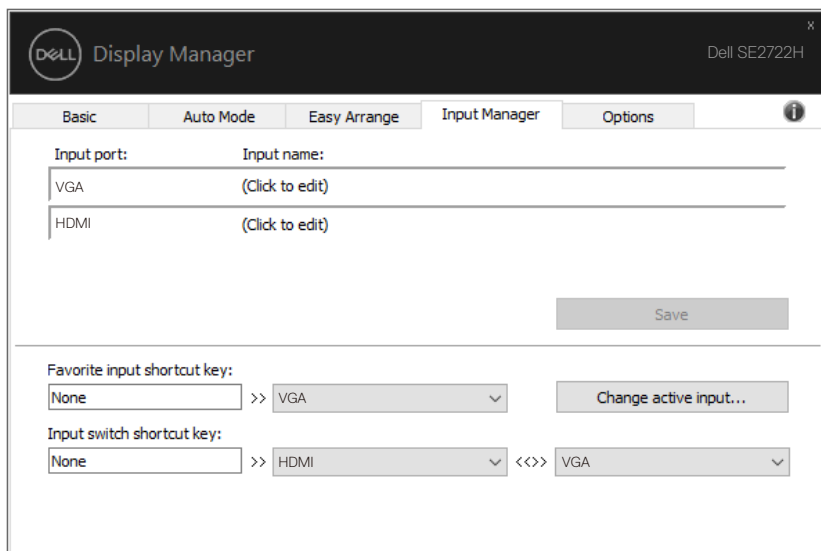 x
DELL Display Manager Dell SE2722H
Basic Auto Mode Easy Arrange Input Manager Options i
Input port: Input name:
VGA (Click to edit)
HDMI (Click to edit)
Save
Favorite input shortcut key:
None >> VGA Change active input...
Input switch shortcut key:
None >> HDMI <<>> VGA